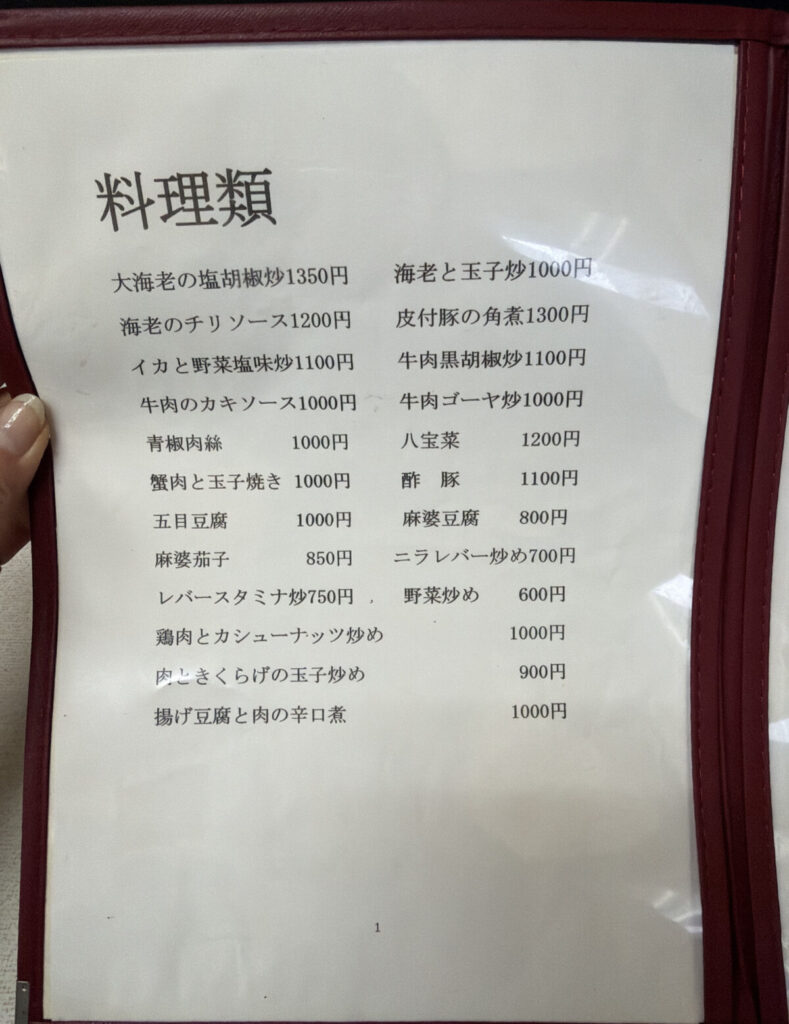 料理類
大海老の塩胡椒炒1350円 海老と玉子炒1000円
海老のチリソース1200円 皮付豚の角煮1300円
イカと野菜塩味炒1100円 牛肉黒胡椒炒1100円
牛肉のカキソース1000円 牛肉ゴーヤ炒1000円
青椒肉絲 1000円 八宝菜 1200円
蟹肉と玉子焼き 1000円 酢 豚 1100円
五目豆腐 1000円 麻婆豆腐 800円
麻婆茄子 850円 ニラレバー炒め700円
レバースタミナ炒750円 野菜炒め 600円
鶏肉とカシューナッツ炒め 1000円
肉ときくらげの玉子炒め 900円
揚げ豆腐と肉の辛口煮 1000円
1